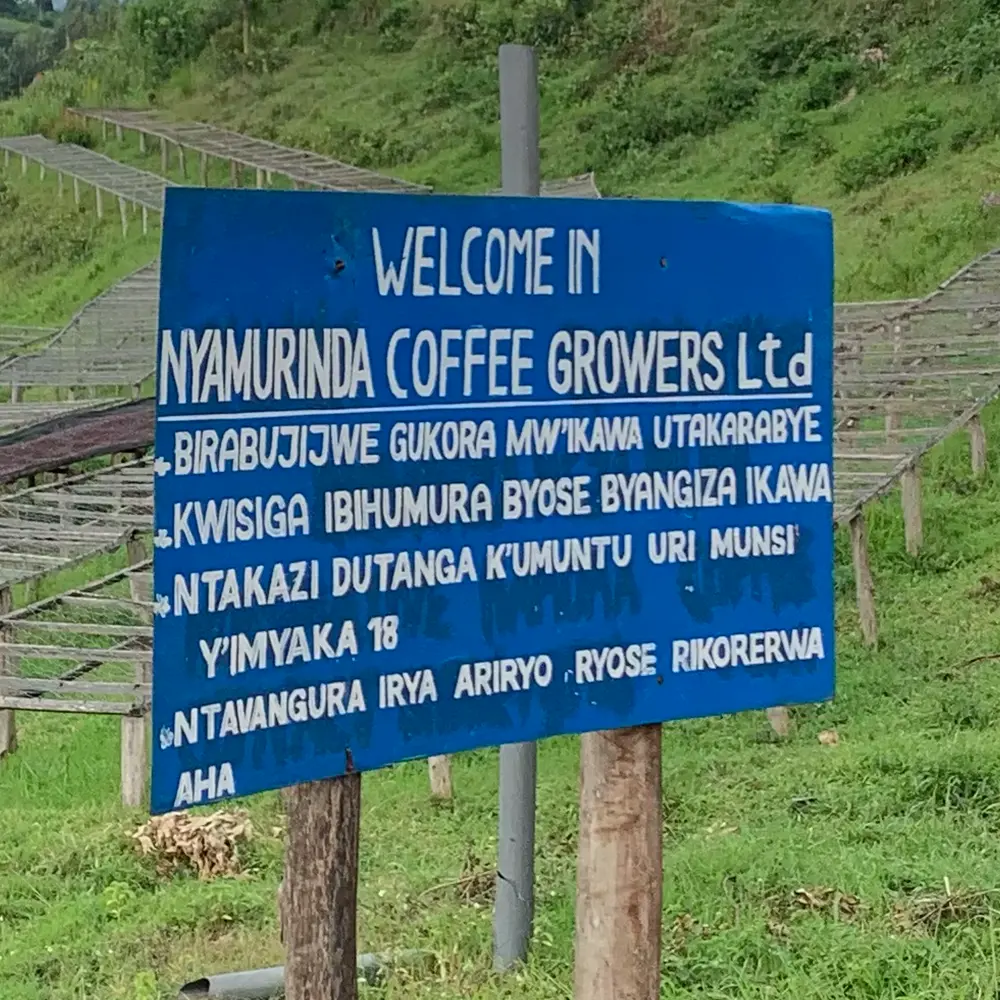 WELCOME IN
NYAMURINDA COFFEE GROWERS Ltd
BIRABUJIJWE GUKORA MW'IKAWA UTAKARABYE
KWISIGA IBIHUMURA BYOSE BYANGIZA IKAWA
NTAKAZI DUTANGA K'UMUNTU URI MUNSI
Y'IMYAKA 18
NTAVANGURA IRYA ARIRYO RYOSE RIKORERWA
AHA